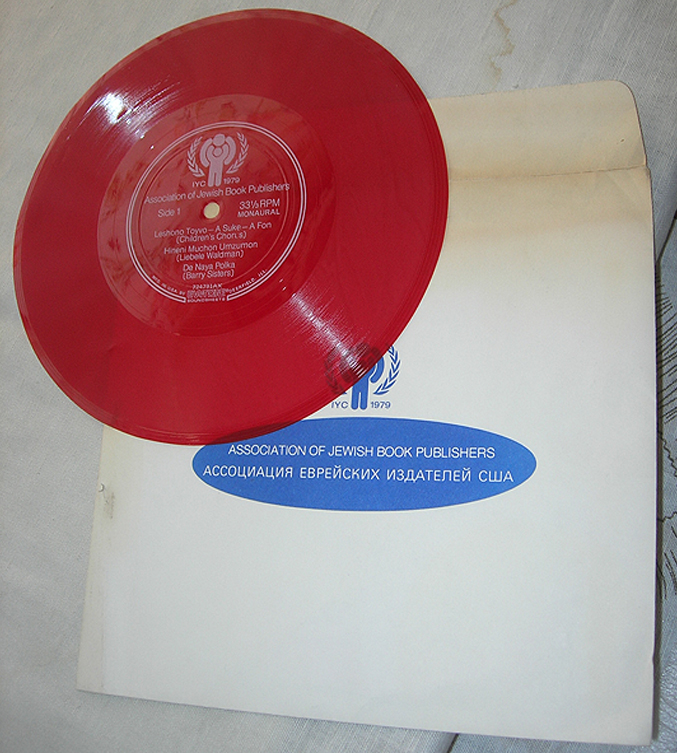 IYC 1979
Association of Jewish Book Publishers
Side 1
33⅓ RPM
MONAURAL
Leshono Toyvo – A Suke – A Fon
(Children's Chorus)
Hineni Muchon Umzumon
(Liebele Waldman)
De Naya Polka
(Barry Sisters)
SOUNDSHEETS
IYC 1979
ASSOCIATION OF JEWISH BOOK PUBLISHERS
АССОЦИАЦИЯ ЕВРЕЙСКИХ ИЗДАТЕЛЕЙ США